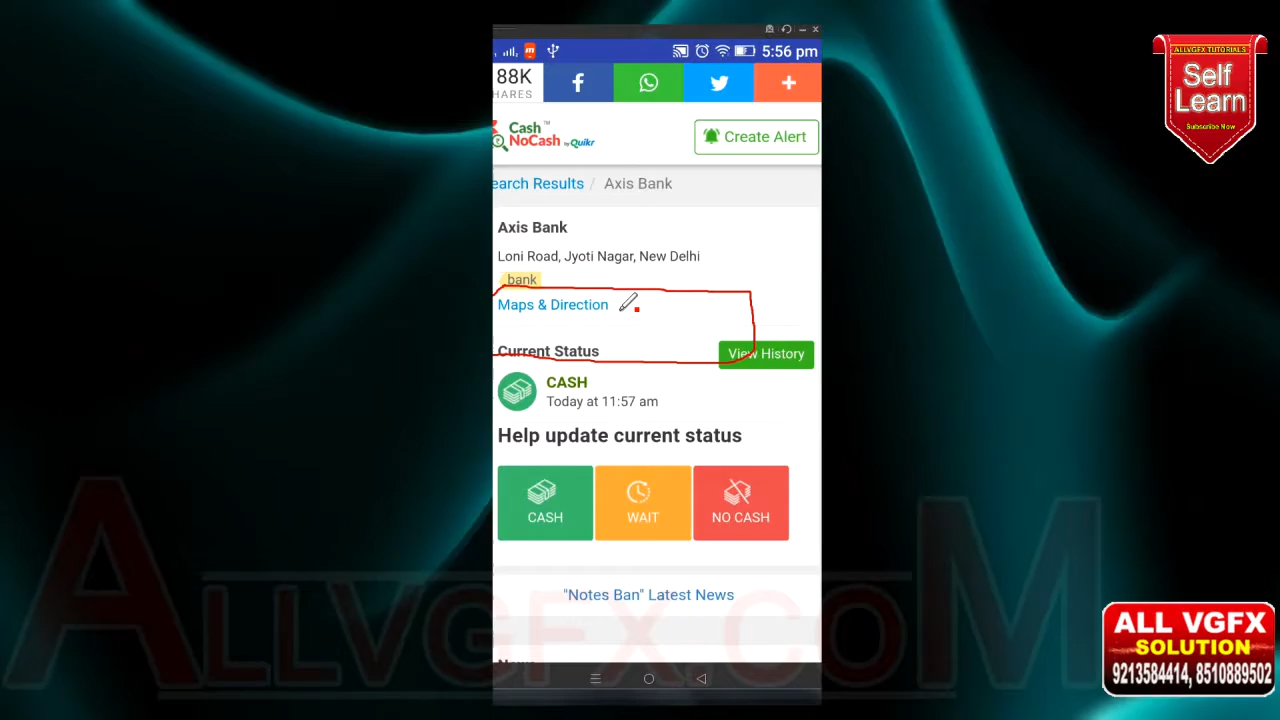 5:56 pm
88K
HARES
Cash™
NoCash by Quikr
Create Alert
earch Results / Axis Bank
Axis Bank
Loni Road, Jyoti Nagar, New Delhi
bank
Maps & Direction
Current Status
View History
CASH
Today at 11:57 am
Help update current status
CASH
WAIT
NO CASH
"Notes Ban" Latest News
ALLVGFX TUTORIALS
Self
Learn
Subscribe Now
ALL VGFX
SOLUTION
9213584414, 8510889502
ALLVGFX.COM